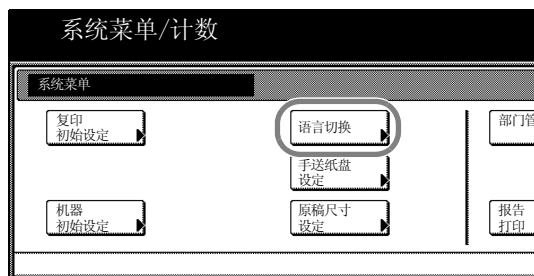 系统菜单/计数
系统菜单
复印
初始设定
语言切换
部门管
手送纸盘
设定
机器
初始设定
原稿尺寸
设定
报告
打印